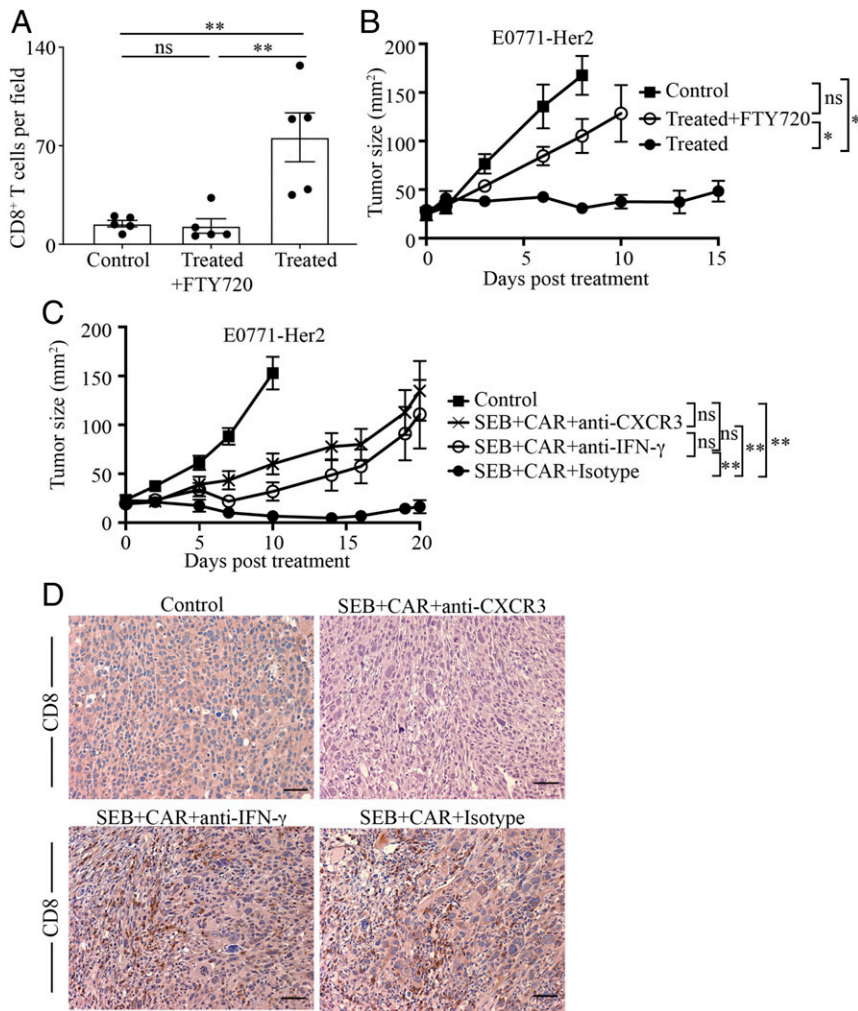 A
**
ns
**
140
70
0
CD8+ T cells per field
Control
Treated
+FTY720
Treated
B
E0771-Her2
200
150
100
50
0
Tumor size (mm²)
0
5
10
15
Days post treatment
Control
Treated+FTY720
Treated
ns
*
*
C
E0771-Her2
200
150
100
50
0
Tumor size (mm²)
0
5
10
15
20
Days post treatment
Control
SEB+CAR+anti-CXCR3
SEB+CAR+anti-IFN-γ
SEB+CAR+Isotype
ns
ns
ns
**
**
**
D
Control
SEB+CAR+anti-CXCR3
CD8
SEB+CAR+anti-IFN-γ
SEB+CAR+Isotype
CD8